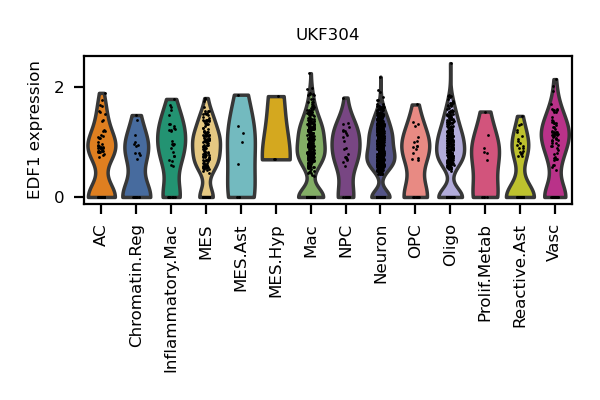 UKF304
EDF1 expression
2
0
AC
Chromatin.Reg
Inflammatory.Mac
MES
MES.Ast
MES.Hyp
Mac
NPC
Neuron
OPC
Oligo
Prolif.Metab
Reactive.Ast
Vasc